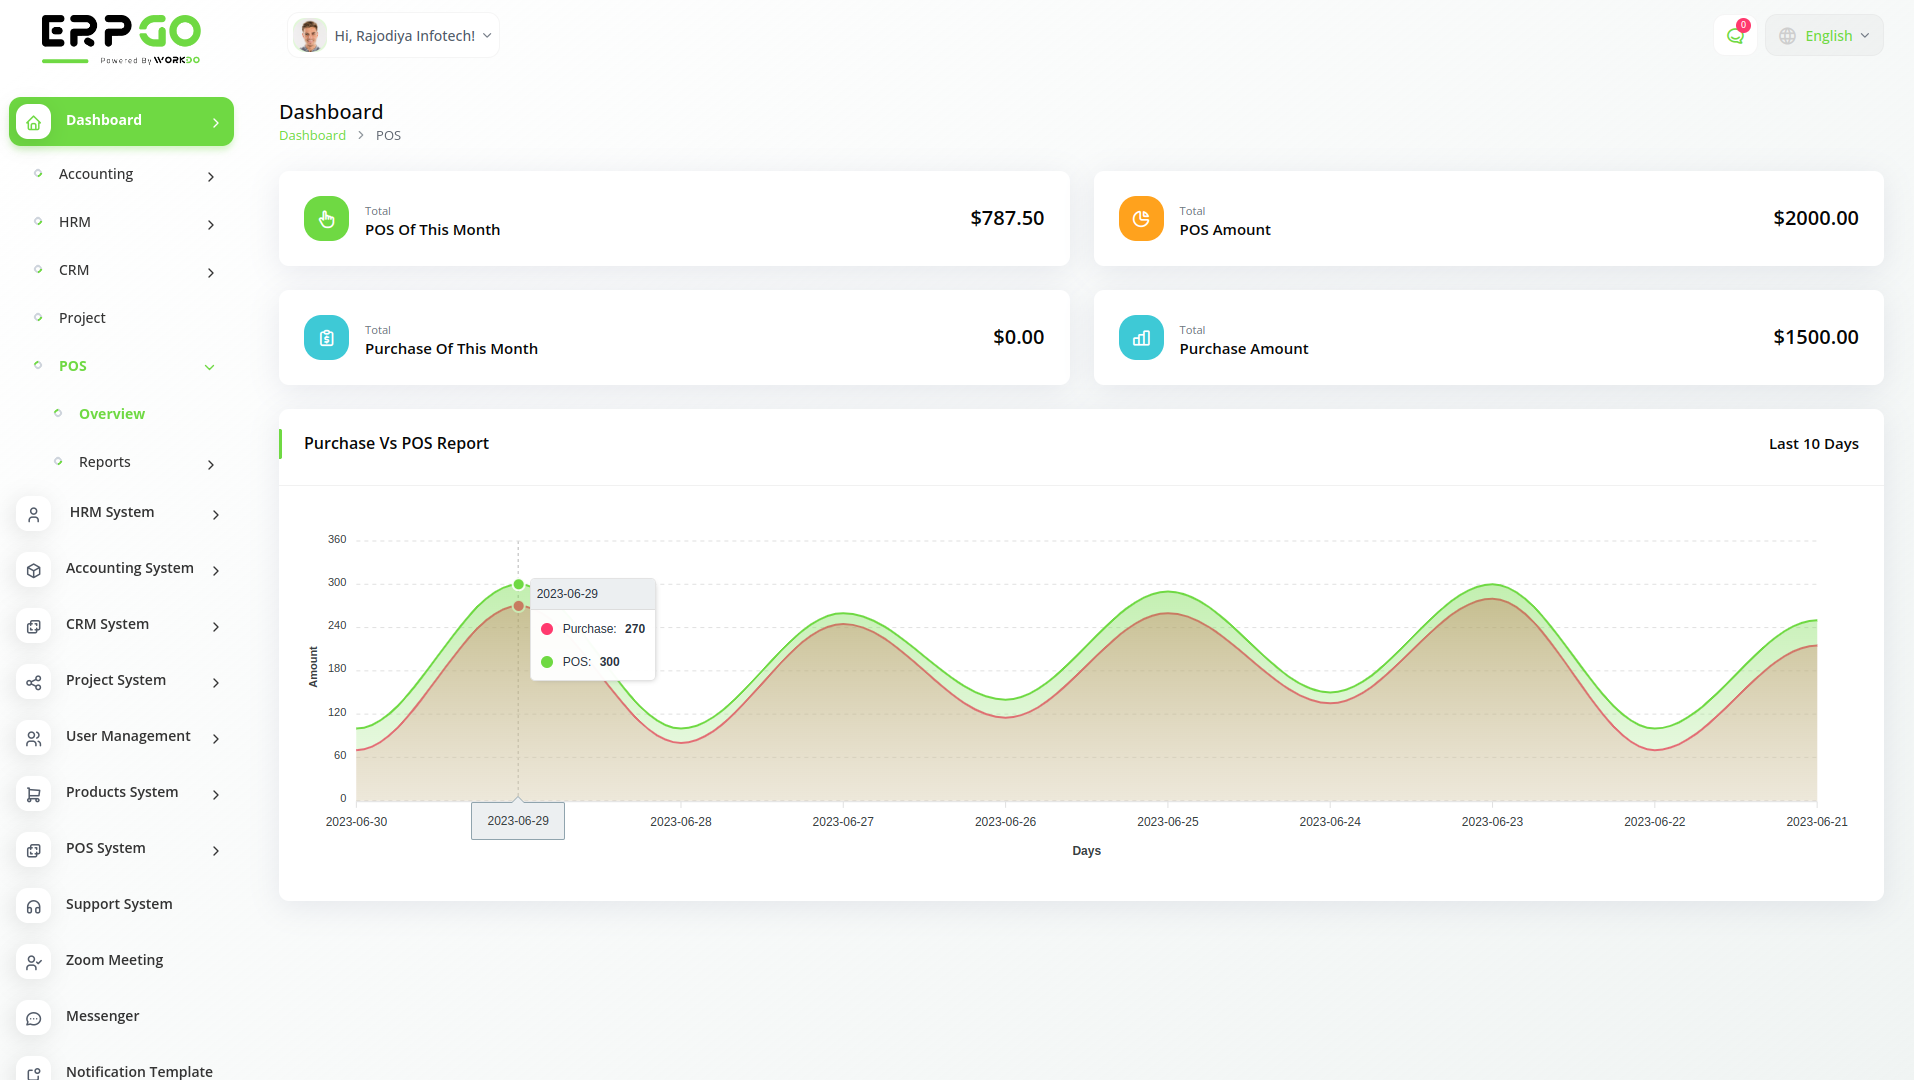 ERPGO
Powered By WORKDO
Hi, Rajodiya Infotech!
0
English
Dashboard
Accounting
HRM
CRM
Project
POS
Overview
Reports
HRM System
Accounting System
CRM System
Project System
User Management
Products System
POS System
Support System
Zoom Meeting
Messenger
Notification Template
Dashboard
Dashboard > POS
Total
POS Of This Month
$787.50
Total
POS Amount
$2000.00
Total
Purchase Of This Month
$0.00
Total
Purchase Amount
$1500.00
Purchase Vs POS Report
Last 10 Days
360
300
240
180
120
60
0
Amount
2023-06-29
Purchase: 270
POS: 300
2023-06-30
2023-06-29
2023-06-28
2023-06-27
2023-06-26
2023-06-25
2023-06-24
2023-06-23
2023-06-22
2023-06-21
Days